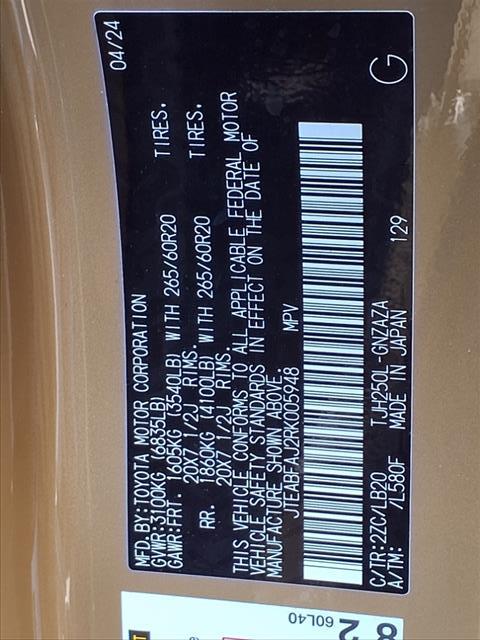 MFD.BY:TOYOTA MOTOR CORPORATION 04/24
GVWR:3100KG (6835LB)
GAWR:FRT. 1605KG (3540LB) WITH 265/60R20 TIRES.
20X7 1/2J RIMS.
RR. 1860KG (4100LB) WITH 265/60R20 TIRES.
20X7 1/2J RIMS.
THIS VEHICLE CONFORMS TO ALL APPLICABLE FEDERAL MOTOR
VEHICLE SAFETY STANDARDS IN EFFECT ON THE DATE OF
MANUFACTURE SHOWN ABOVE.
JTEABFAJ2RK005948 MPV
C/TR:2ZC/LB20 TJH250L-GNZAZA
A/TM: /L580F MADE IN JAPAN 129
G
60L40